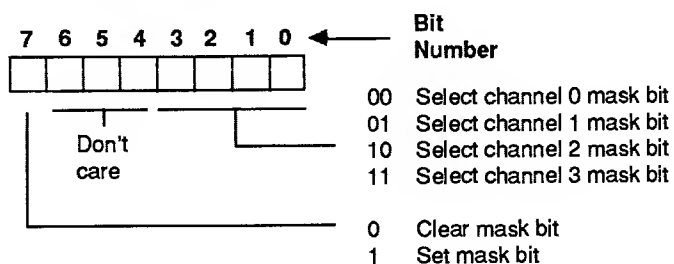 Bit
7 6 5 4 3 2 1 0
Number
00 Select channel 0 mask bit
01 Select channel 1 mask bit
Don't
10 Select channel 2 mask bit
care
11 Select channel 3 mask bit
0 Clear mask bit
1 Set mask bit